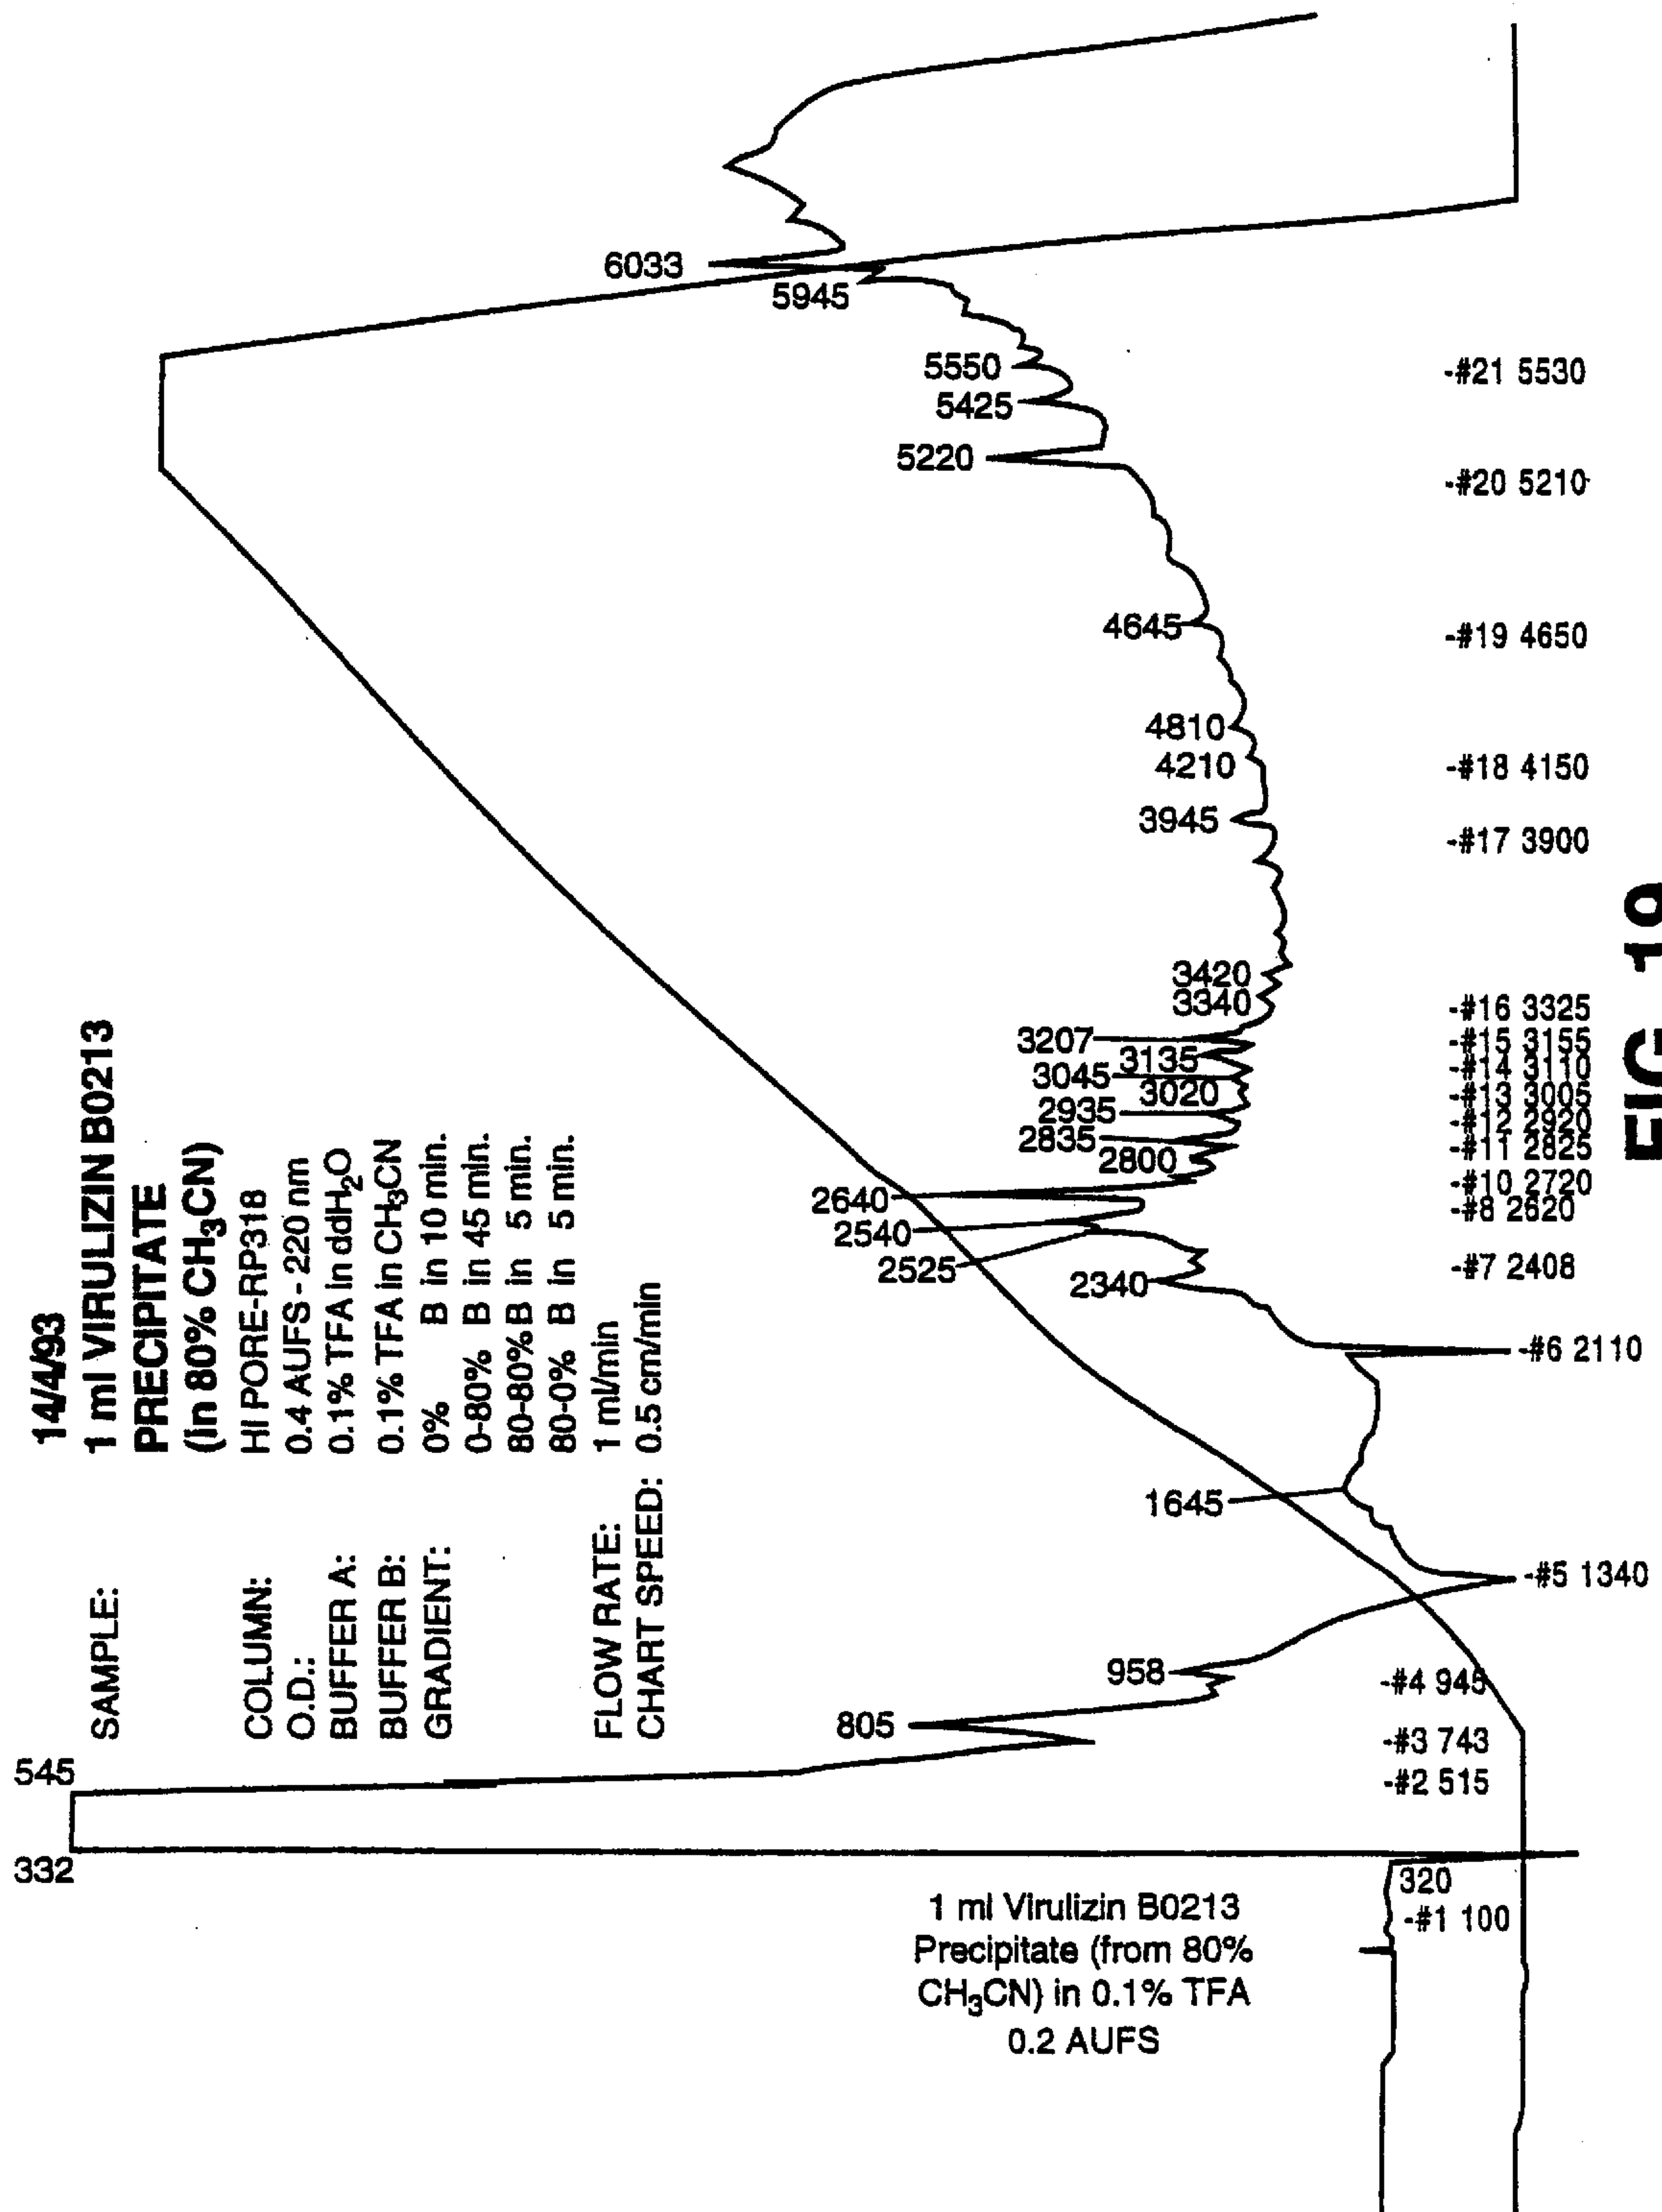 14/4/93
SAMPLE: 1 ml VIRULIZIN B0213
PRECIPITATE
(in 80% CH₃CN)
COLUMN: HI PORE-RP318
O.D.: 0.4 AUFS - 220 nm
BUFFER A: 0.1% TFA in ddH₂O
BUFFER B: 0.1% TFA in CH₃CN
GRADIENT: 0% B in 10 min.
0-80% B in 45 min.
80-80% B in 5 min.
80-0% B in 5 min.
FLOW RATE: 1 ml/min
CHART SPEED: 0.5 cm/min
6033
5945
5550
5425
5220
4645
4810
4210
3945
3420
3340
3207
3135
3045
3020
2935
2835
2800
2640
2540
2525
2340
1645
958
805
545
332
320
-#21 5530
-#20 5210
-#19 4650
-#18 4150
-#17 3900
-#16 3325
-#15 3155
-#14 3110
-#13 3005
-#12 2920
-#11 2825
-#10 2720
-#8 2620
-#7 2408
-#6 2110
-#5 1340
-#4 945
-#3 743
-#2 515
-#1 100
1 ml Virulizin B0213
Precipitate (from 80%
CH₃CN) in 0.1% TFA
0.2 AUFS